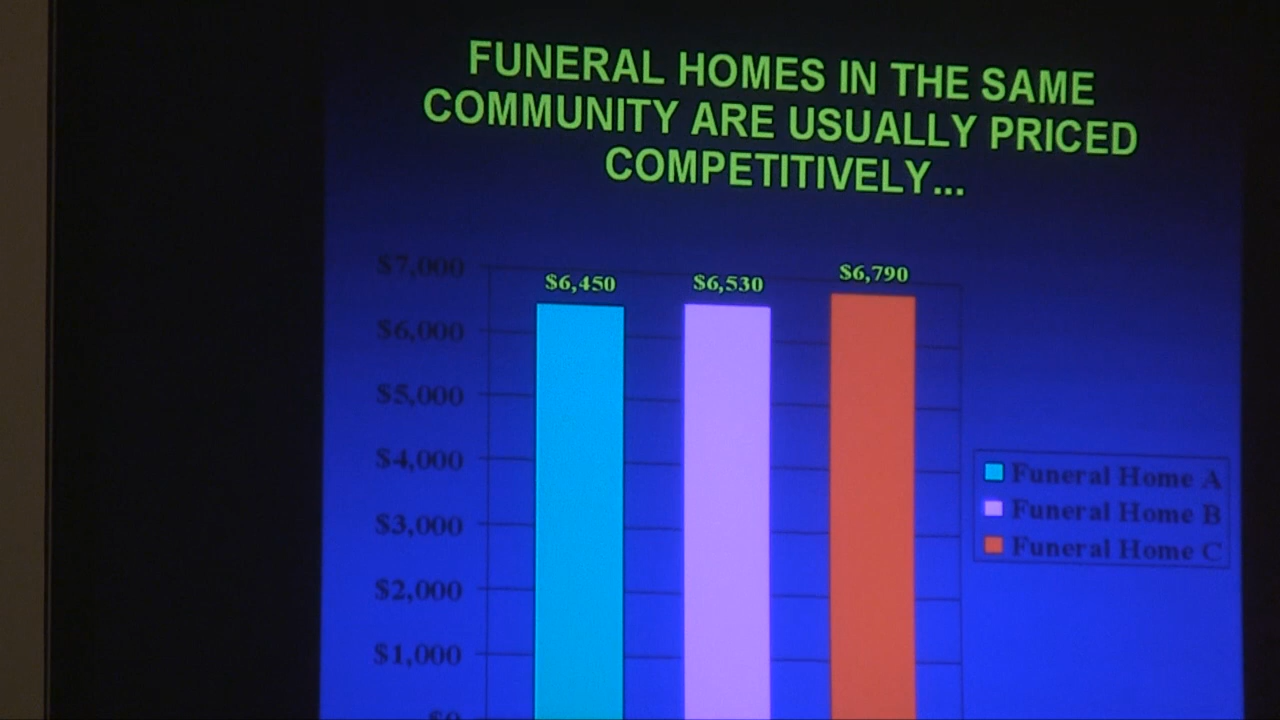 FUNERAL HOMES IN THE SAME
COMMUNITY ARE USUALLY PRICED
COMPETITIVELY...
$7,000
$6,450
$6,530
$6,790
$6,000
$5,000
$4,000
$3,000
$2,000
$1,000
$0
Funeral Home A
Funeral Home B
Funeral Home C